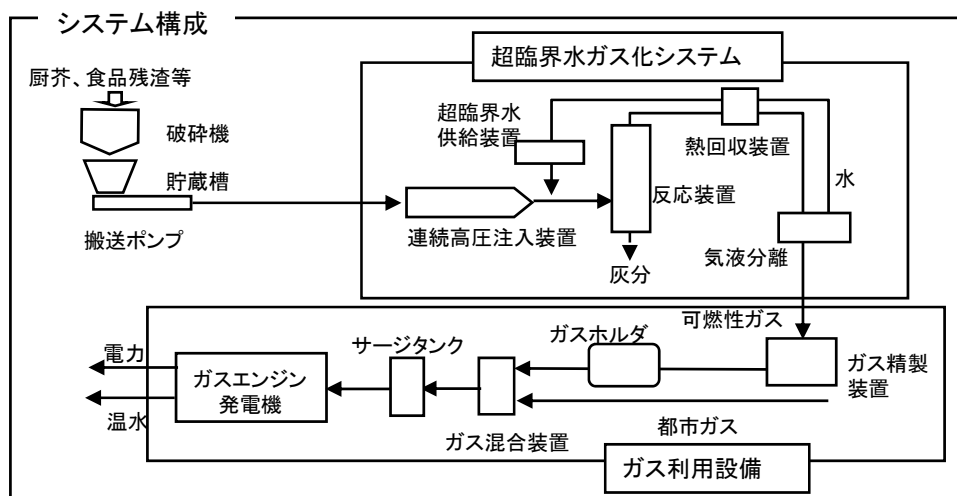 システム構成
超臨界水ガス化システム
厨芥、食品残渣等
破砕機
貯蔵槽
搬送ポンプ
超臨界水
供給装置
熱回収装置
水
反応装置
連続高圧注入装置
灰分
気液分離
可燃性ガス
ガス精製
装置
ガスホルダ
サージタンク
電力
ガスエンジン
発電機
温水
都市ガス
ガス混合装置
ガス利用設備